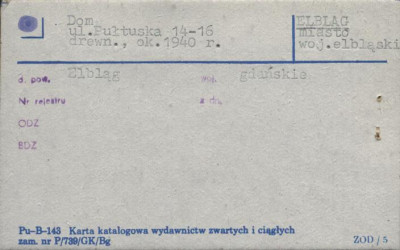 Dom
ul.Pułtuska 14-16
drewn., ok.1940 r.
ELBLĄG
miasto
woj.elbląski
d. pow. Elbląg woj. gdańskie
Nr rejestru z dn.
ODZ
BDZ
Pu-B-143 Karta katalogowa wydawnictw zwartych i ciągłych
zam. nr P/739/GK/Bg
ZOD / 5